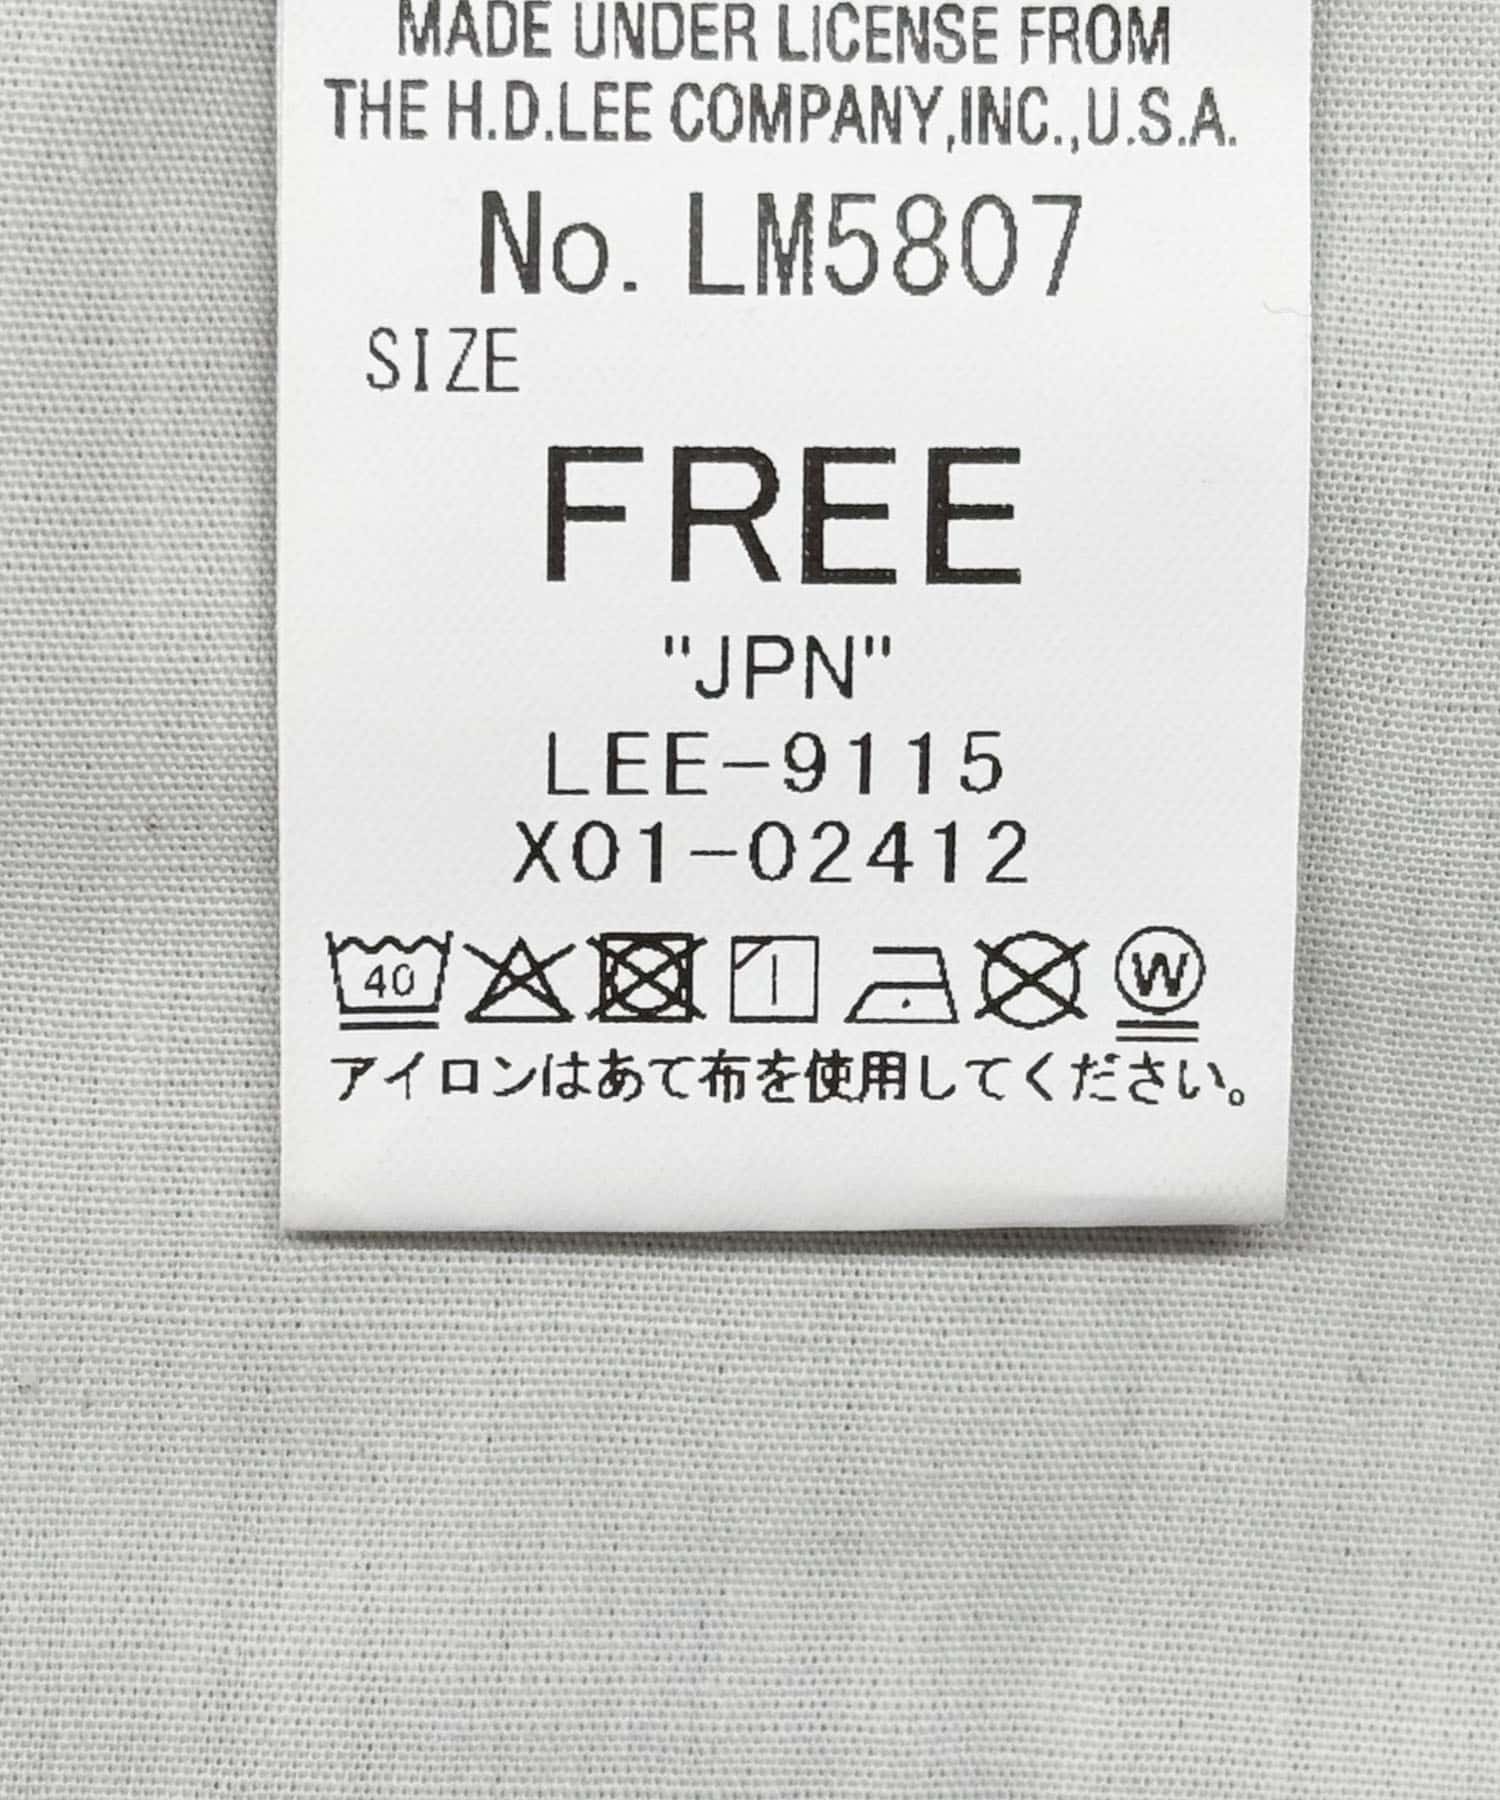 MADE UNDER LICENSE FROM
THE H.D.LEE COMPANY,INC.,U.S.A.
No. LM5807
SIZE
FREE
"JPN"
LEE-9115
X01-02412
40
W
アイロンはあて布を使用してください。